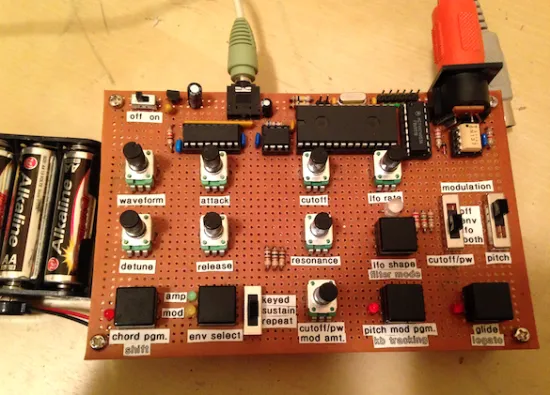 off on
waveform
attack
cutoff
lfo rate
modulation
off
env
lfo
both
detune
release
resonance
lfo shape
filter mode
cutoff/pw
pitch
amp
mod
keyed
sustain
repeat
chord pgm.
shift
env select
cutoff/pw
mod amt.
pitch mod pgm.
kb tracking
glide
legato
Alkaline
Alkaline
AA